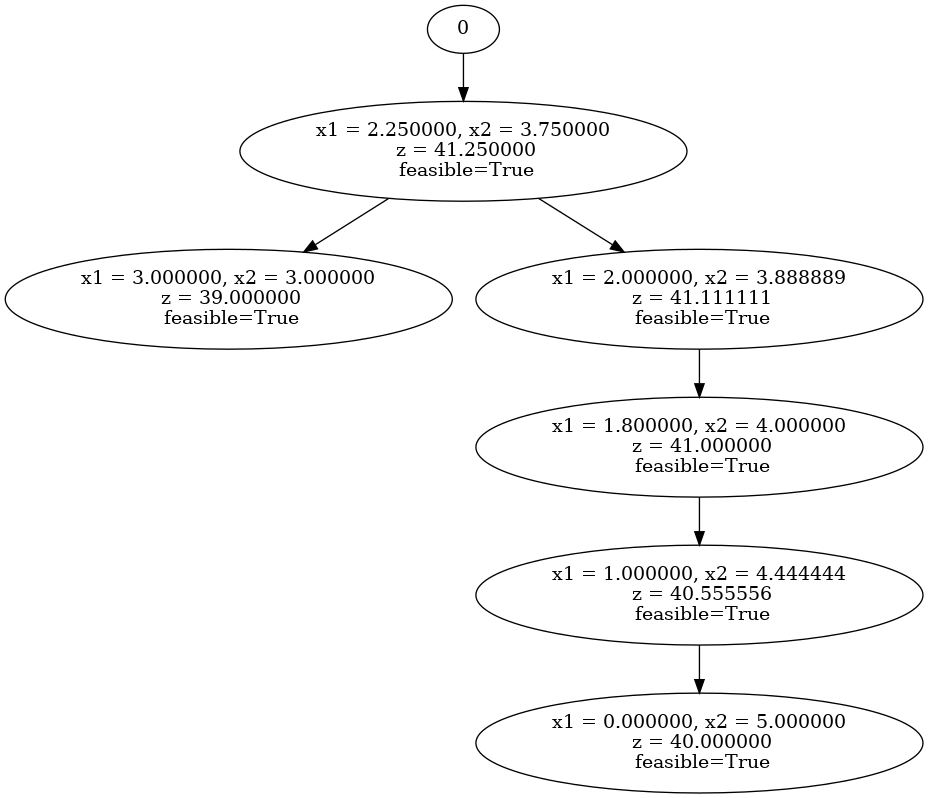 0
x1 = 2.250000, x2 = 3.750000
z = 41.250000
feasible=True
x1 = 3.000000, x2 = 3.000000
z = 39.000000
feasible=True
x1 = 2.000000, x2 = 3.888889
z = 41.111111
feasible=True
x1 = 1.800000, x2 = 4.000000
z = 41.000000
feasible=True
x1 = 1.000000, x2 = 4.444444
z = 40.555556
feasible=True
x1 = 0.000000, x2 = 5.000000
z = 40.000000
feasible=True